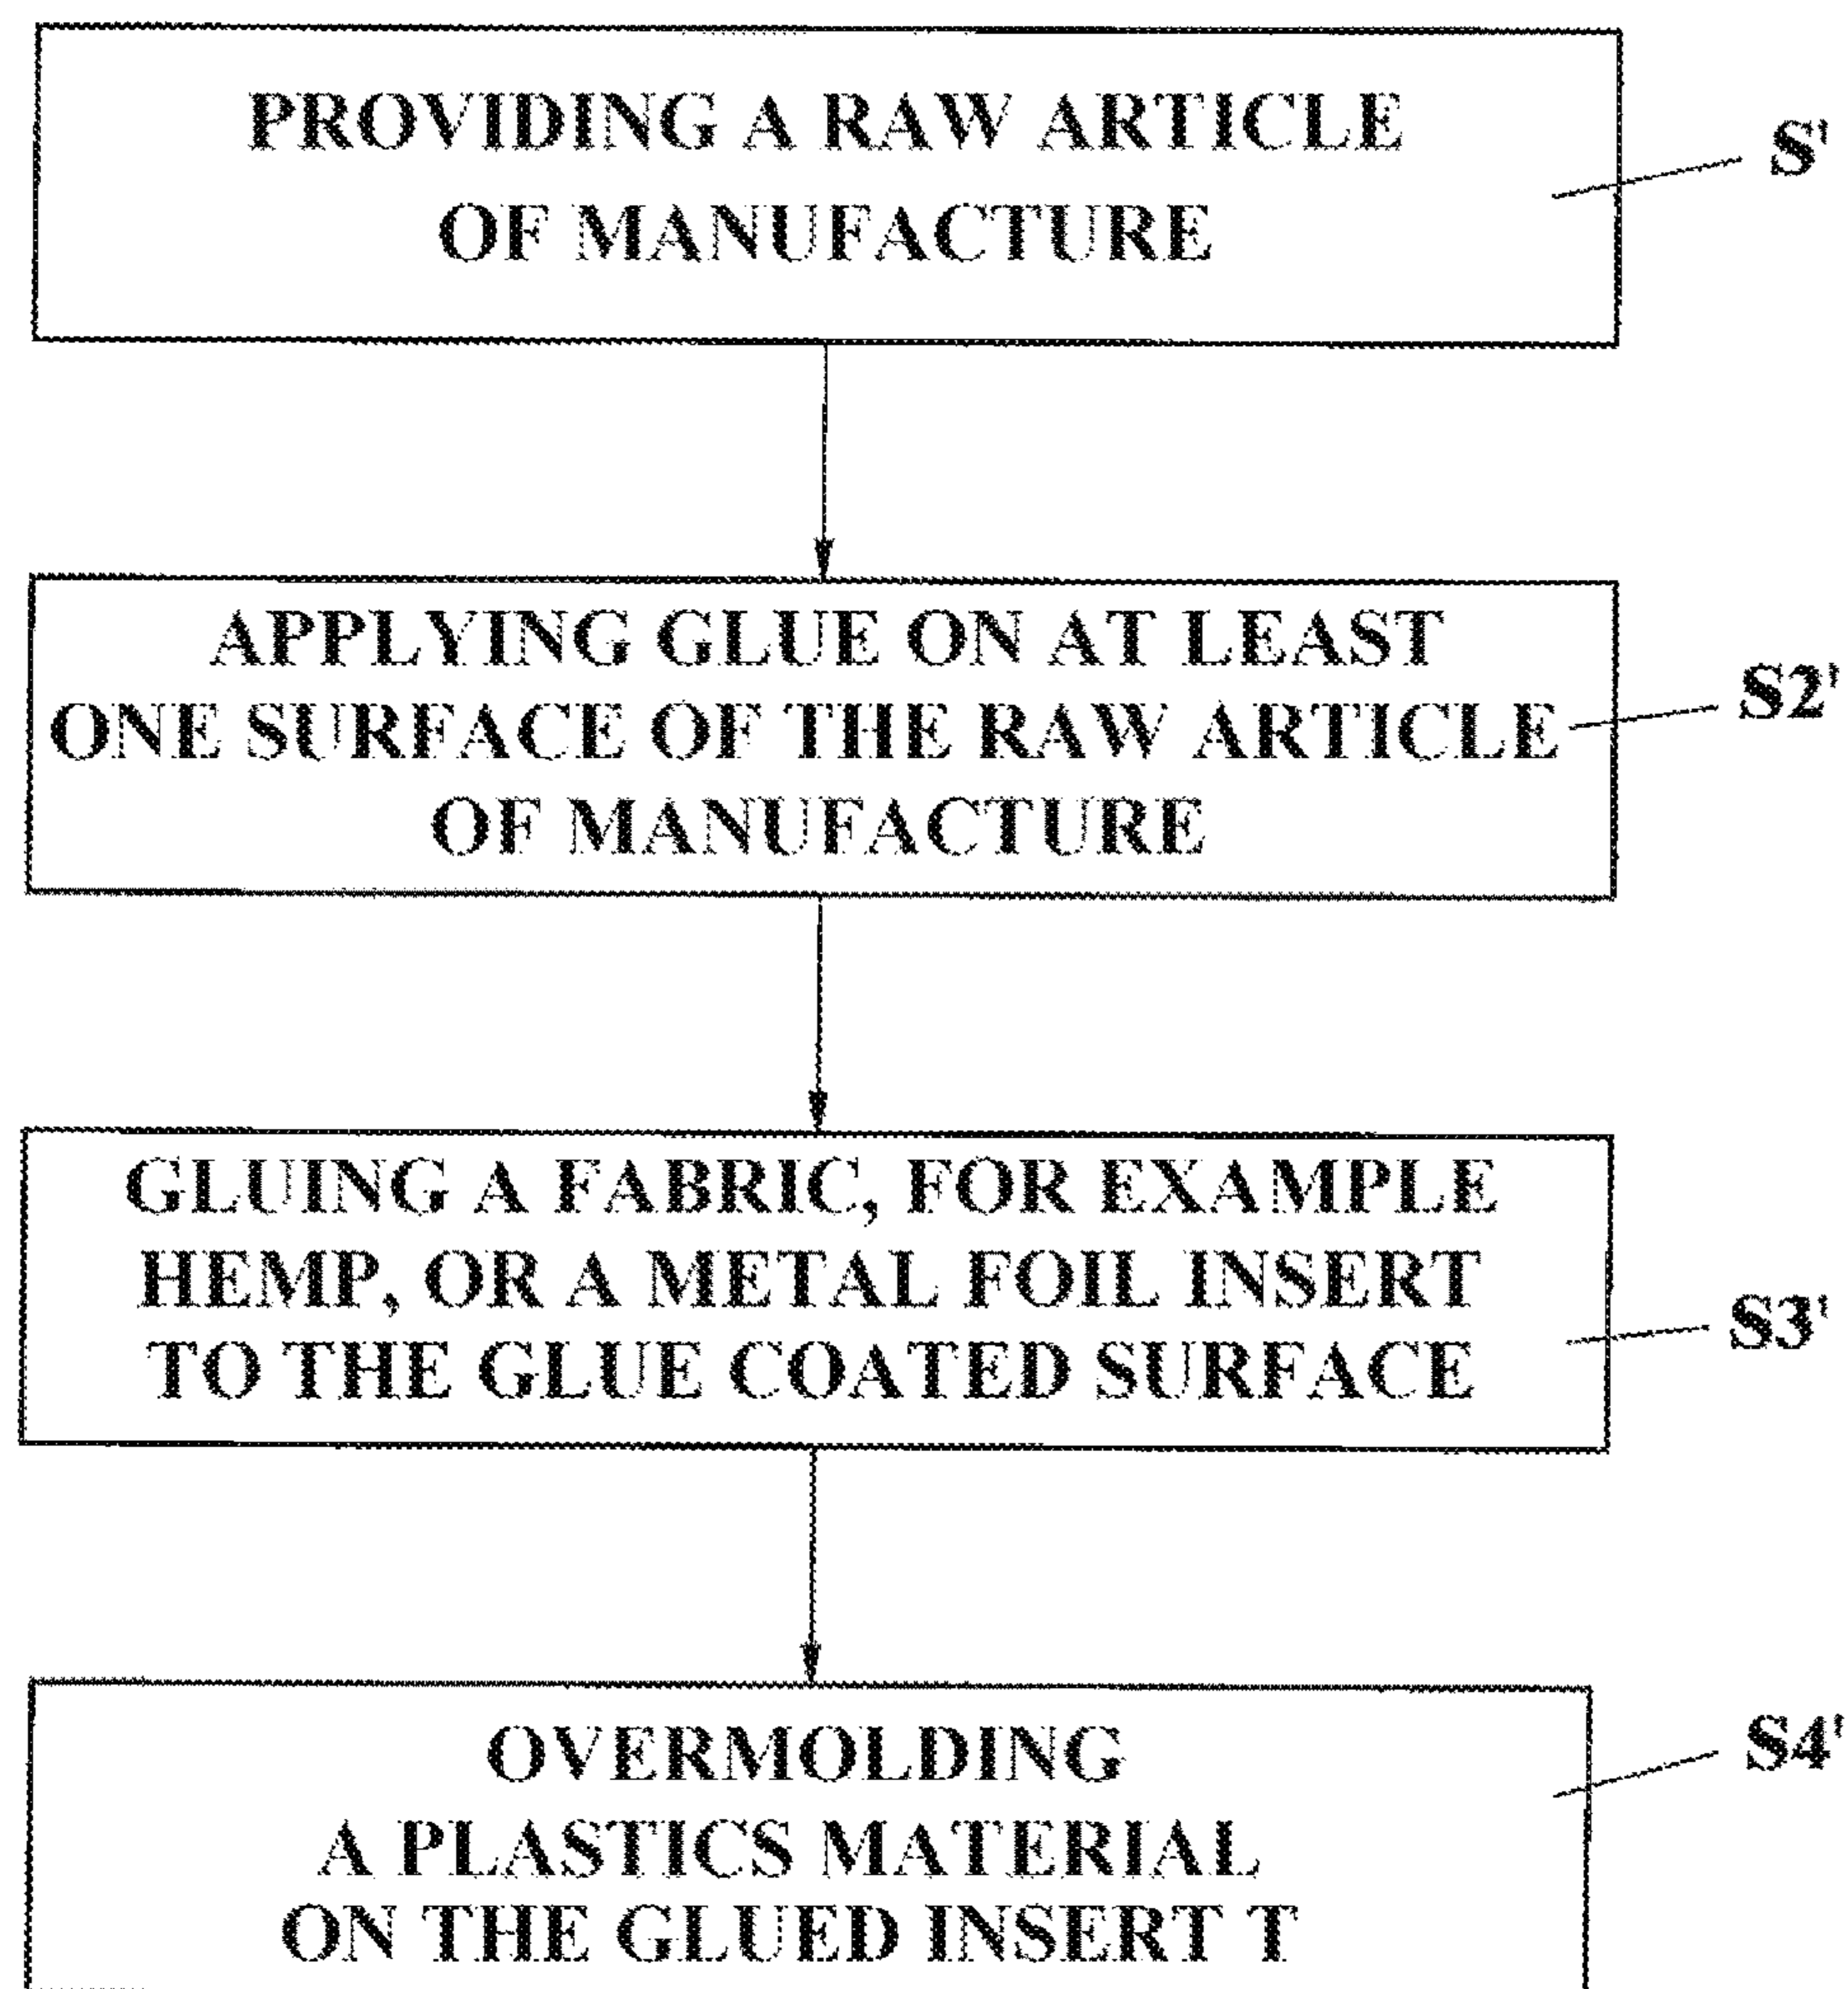 PROVIDING A RAW ARTICLE
OF MANUFACTURE
S'
APPLYING GLUE ON AT LEAST
ONE SURFACE OF THE RAW ARTICLE
OF MANUFACTURE
S2'
GLUING A FABRIC, FOR EXAMPLE
HEMP, OR A METAL FOIL INSERT
TO THE GLUE COATED SURFACE
S3'
OVERMOLDING
A PLASTICS MATERIAL
ON THE GLUED INSERT T
S4'